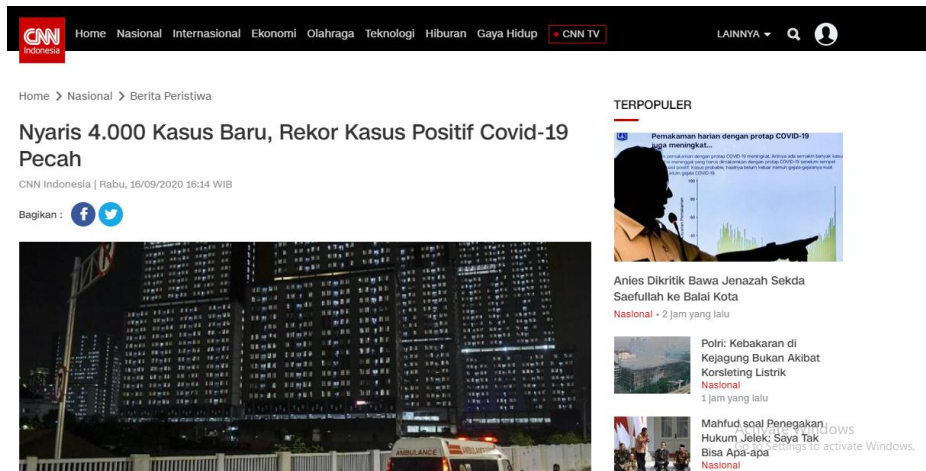 CNN
Indonesia
Home Nasional Internasional Ekonomi Olahraga Teknologi Hiburan Gaya Hidup • CNN TV LAINNYA
Home > Nasional > Berita Peristiwa
Nyaris 4.000 Kasus Baru, Rekor Kasus Positif Covid-19
Pecah
CNN Indonesia | Rabu, 16/09/2020 16:14 WIB
Bagikan :
AMBULANCE
TERPOPULER
Pemakaman harian dengan protap COVID-19
juga meningkat...
Anies Dikritik Bawa Jenazah Sekda
Saefullah ke Balai Kota
Nasional • 2 jam yang lalu
Polri: Kebakaran di
Kejagung Bukan Akibat
Korsleting Listrik
Nasional
1 jam yang lalu
Mahfud soal Penegakan
Hukum Jelek: Saya Tak
Bisa Apa-apa
Nasional
Activate Windows
Go to Settings to activate Windows.